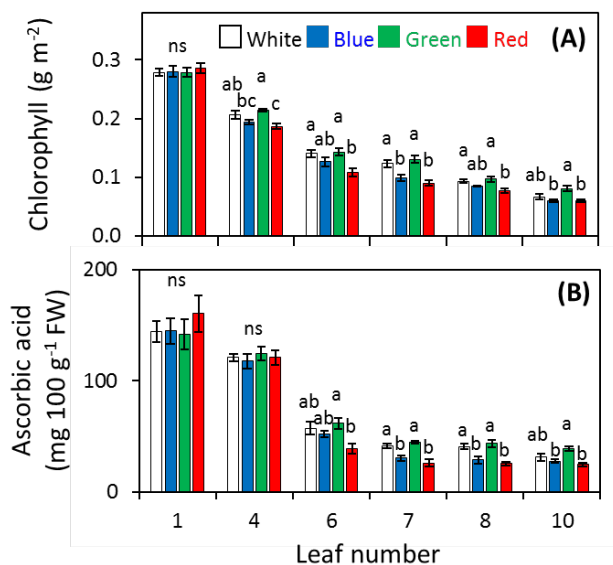 White Blue Green Red (A)
Chlorophyll (g m⁻²)
0.3
0.2
0.1
0.0
ns
ab bc a c
a ab a b
a b a b
a ab a b
ab b a b
(B)
Ascorbic acid
(mg 100 g⁻¹ FW)
200
100
0
ns
ns
ab ab a b
a b a b
a b a b
ab b a b
1 4 6 7 8 10
Leaf number